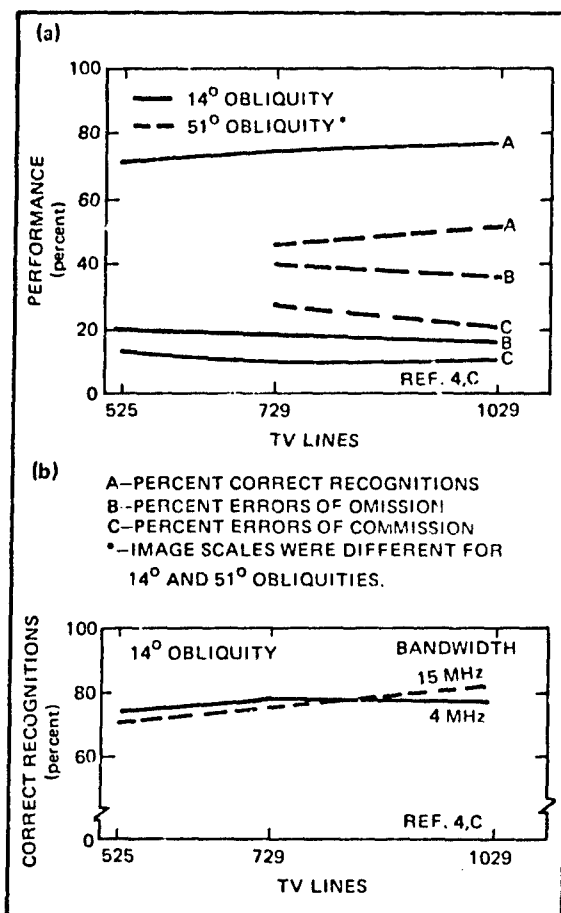 (a)
100
80
60
40
20
0
PERFORMANCE
(percent)
14° OBLIQUITY
51° OBLIQUITY*
A
A
B
C
B
C
REF. 4,C
525
729
1029
TV LINES
(b)
A–PERCENT CORRECT RECOGNITIONS
B–PERCENT ERRORS OF OMISSION
C–PERCENT ERRORS OF COMMISSION
*–IMAGE SCALES WERE DIFFERENT FOR
14° AND 51° OBLIQUITIES.
CORRECT RECOGNITIONS
(percent)
100
80
60
0
14° OBLIQUITY
BANDWIDTH
15 MHz
4 MHz
REF. 4,C
525
729
1029
TV LINES